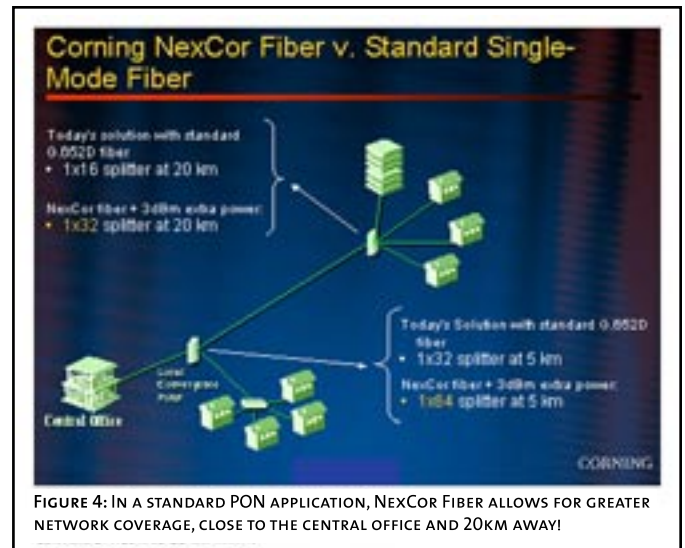 Corning NexCor Fiber v. Standard Single-
Mode Fiber
Today's solution with standard
G.652D fiber
• 1x16 splitter at 20 km
NexCor fiber + 3dBm extra power:
• 1x32 splitter at 20 km
Today's Solution with standard G.652D
fiber
• 1x32 splitter at 5 km
NexCor fiber + 3dBm extra power:
• 1x64 splitter at 5 km
Local
Convergence
Point
Central Office
CORNING
FIGURE 4: IN A STANDARD PON APPLICATION, NEXCOR FIBER ALLOWS FOR GREATER
NETWORK COVERAGE, CLOSE TO THE CENTRAL OFFICE AND 20KM AWAY!